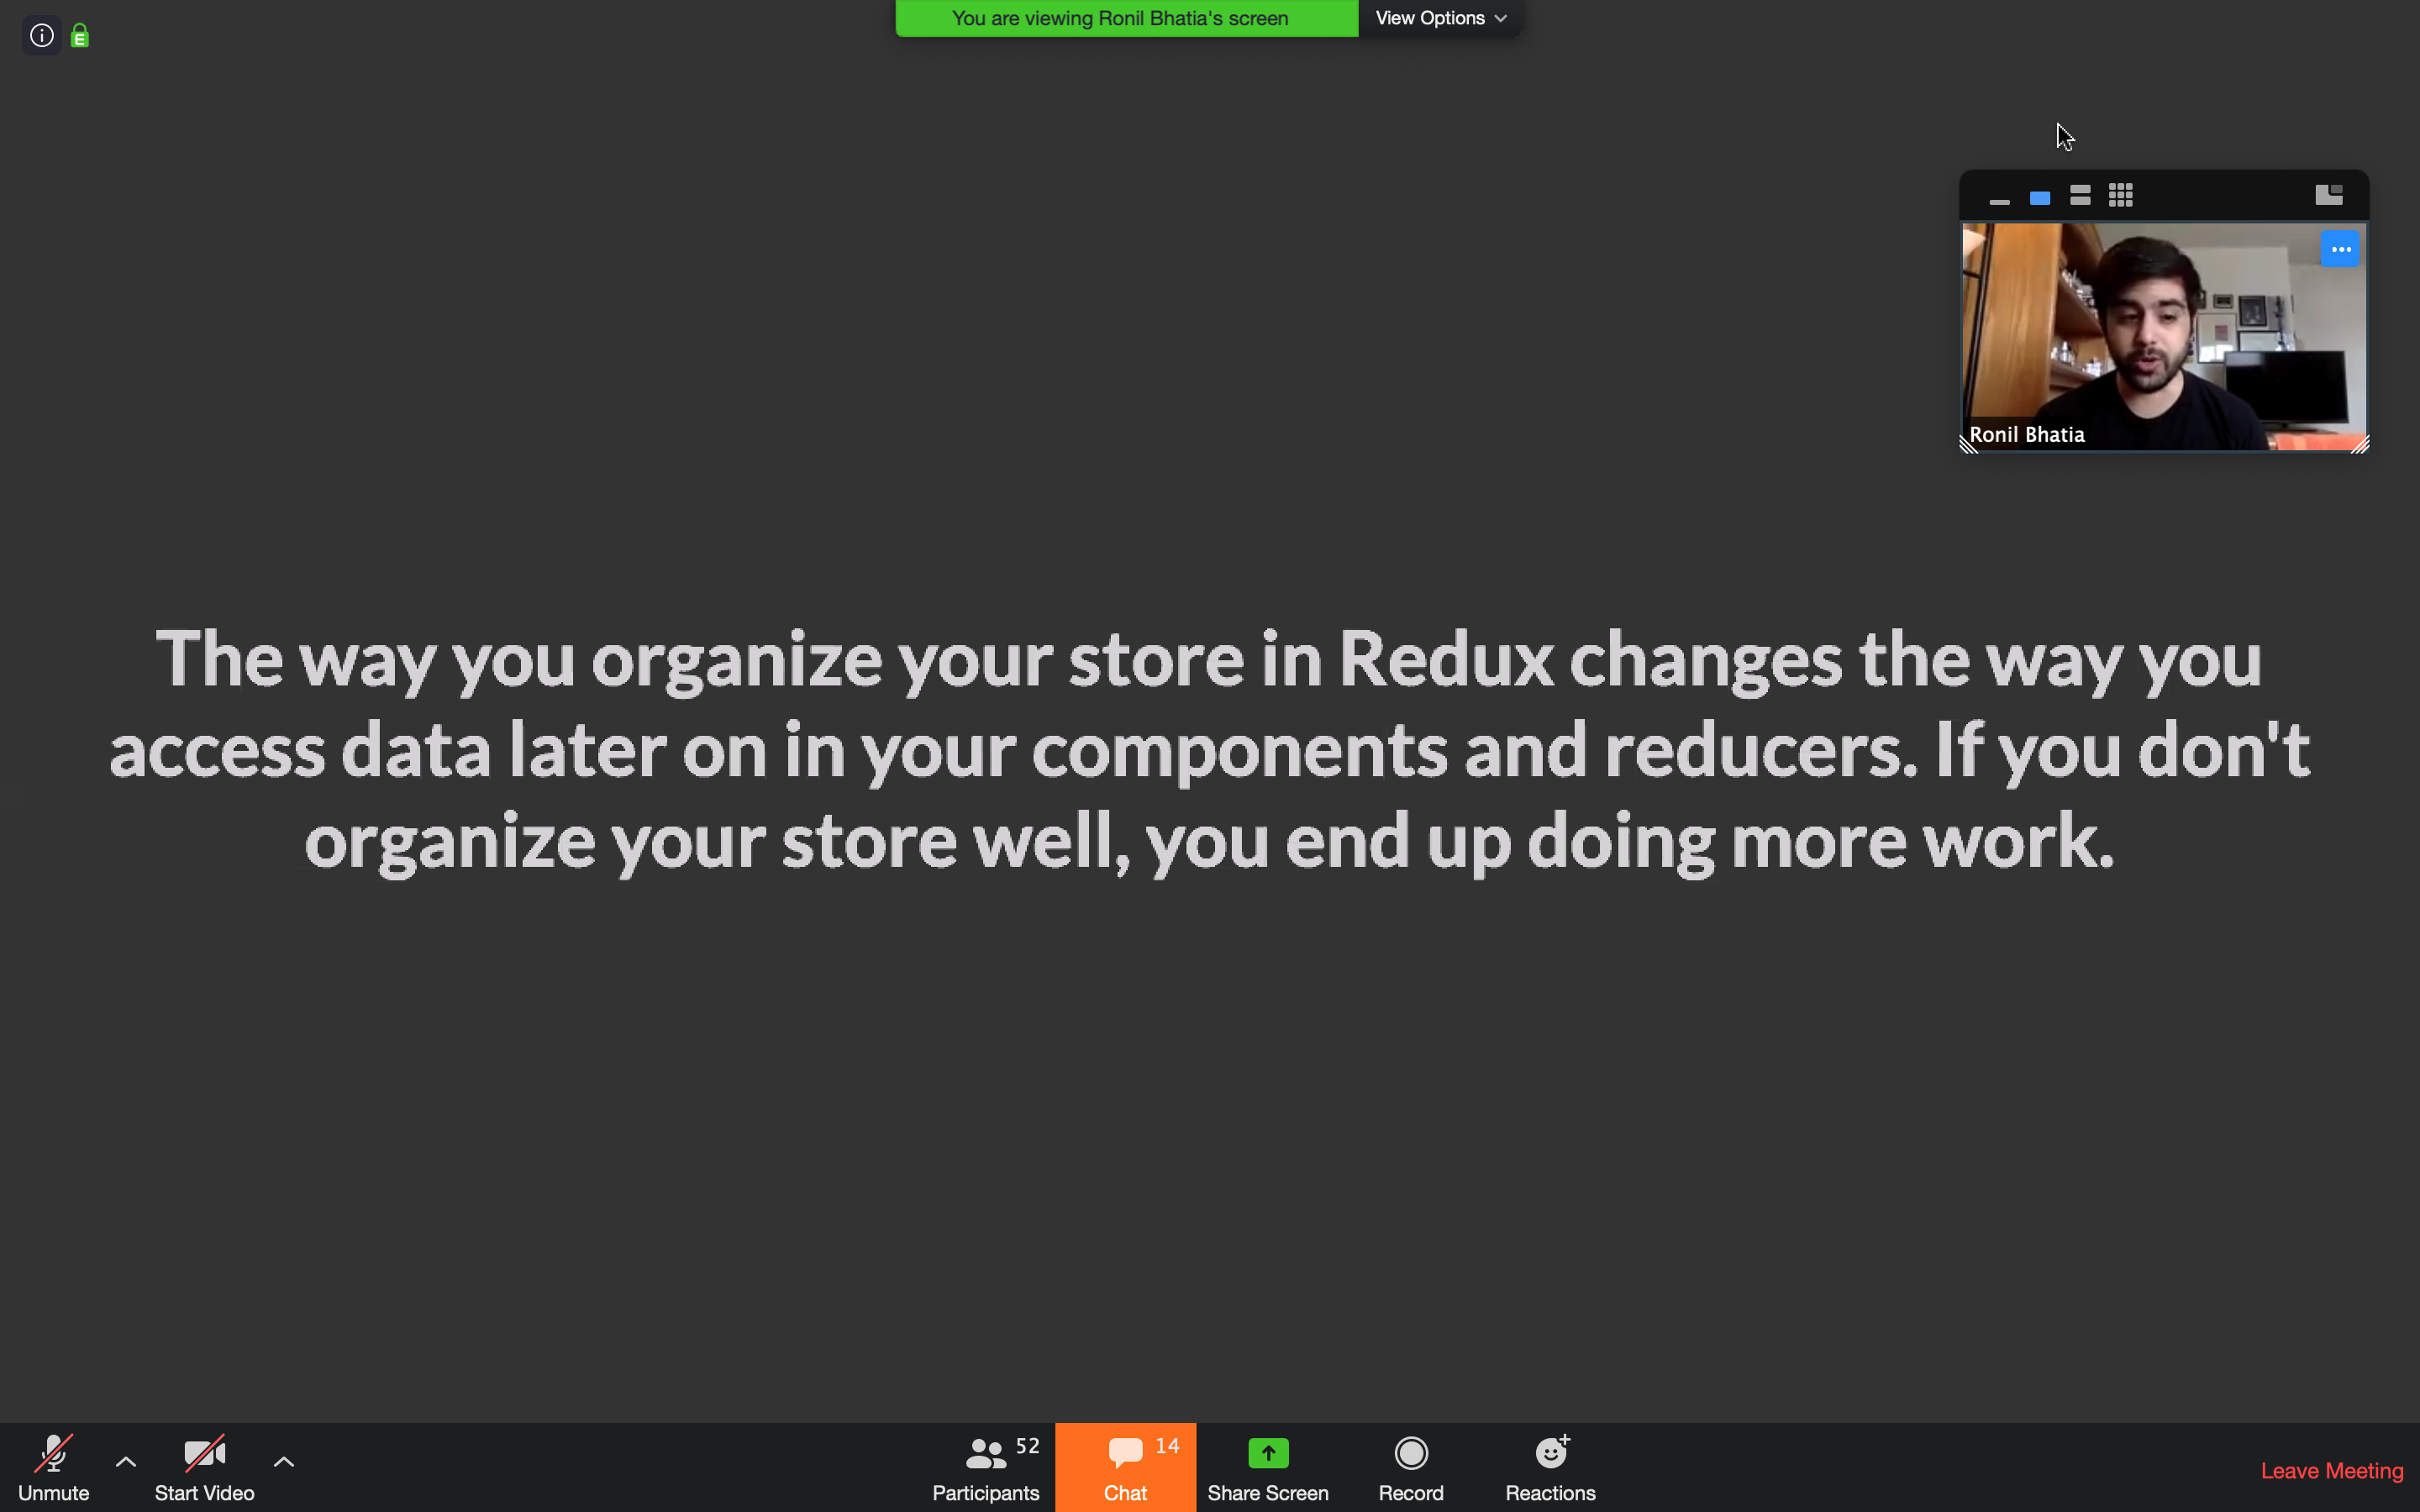 You are viewing Ronil Bhatia's screen
View Options
Ronil Bhatia
The way you organize your store in Redux changes the way you
access data later on in your components and reducers. If you don't
organize your store well, you end up doing more work.
52
14
Unmute
Start Video
Participants
Chat
Share Screen
Record
Reactions
Leave Meeting